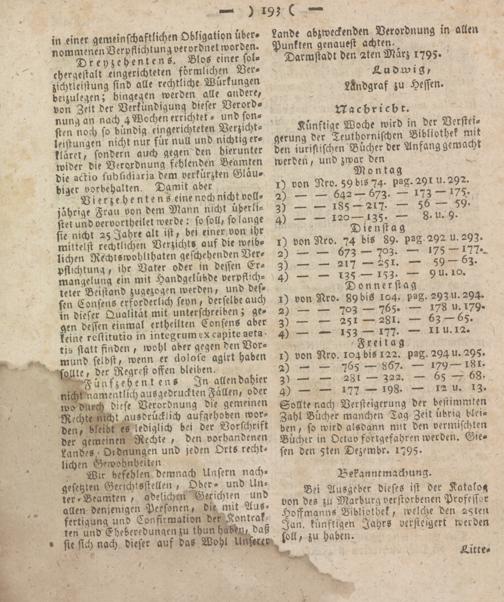 — ) 193 ( —
in einer gemeinschaftlichen Obligation über-
nommenen Verpflichtung verordnet worden.
Dreyzehentens. Blos einer sol-
chergestalt eingerichteten förmlichen Ver-
zichtleistung sind alle rechtliche Würkungen
beizulegen; hingegen werden alle andere,
von Zeit der Verkündigung dieser Verord-
nung an nach 4 Wochen errichtet- und son-
sten noch so bündig eingerichteten Verzicht-
leistungen nicht nur für null und nichtig er-
kläret, sondern auch gegen den hierunter
wider die Verordnung fehlenden Beamten
die actio subsidiaria dem verkürzten Gläu-
biger vorbehalten. Damit aber
Vierzehentens eine noch nicht voll-
jährige Frau von dem Mann nicht überli-
stet und vervortheilet werde: so soll, so lange
sie nicht 25 Jahre alt ist, bei einer von ihr
mittelst rechtlichen Verzichts auf die weib-
lichen Rechtswohlthaten geschehenden Ver-
pflichtung, ihr Vater oder in dessen Er-
mangelung ein mit Handgelübde verpflich-
teter Beistand zugezogen werden, und des-
sen Consens erforderlich seyn, derselbe auch
in dieser Qualität mit unterschreiben; ge-
gen dessen einmal ertheilten Consens aber
keine restitutio in integrum ex capite aeta-
tis statt finden, wohl aber gegen den Vor-
mund selbst, wenn er dolose agirt haben
sollte, der Regreß offen bleiben.
Fünfzehentens In allen dahier
nicht namentlich ausgedruckten Fällen, oder
wo durch diese Verordnung die gemeinen
Rechte nicht ausdrücklich aufgehoben wor-
den, bleibt es lediglich bei der Vorschrift
der gemeinen Rechte, den vorhandenen
Landes-Ordnungen und jeden Orts recht-
lichen Gewohnheiten
Wir befehlen demnach Unsern nach-
gesetzten Gerichtsstellen, Ober- und Un-
ter-Beamten, adelichen Gerichten und
allen denjenigen Personen, die mit Aus-
fertigung und Confirmation der Kontrak-
ten und Eheberedungen zu thun haben, daß
sie sich nach dieser auf das Wohl Unserer
Lande abzweckenden Verordnung in allen
Punkten genauest achten.
Darmstadt den 2ten März 1795.
Ludwig,
Landgraf zu Hessen.
Nachricht.
Künftige Woche wird in der Verstei-
gerung der Teuthornischen Bibliothek mit
den iuristischen Bücher der Anfang gemacht
werden, und zwar den
Montag
1) von Nro. 59 bis 74. pag. 291 u. 292.
2) — — 642 — 673. — 173 — 175.
3) — — 185 — 217. — 56 — 59.
4) — — 120 — 135. — 8. u. 9.
Dienstag
1) von Nro. 74 bis 89. pag. 292 u. 293.
2) — — 673 — 703. — 175 — 177.
3) — — 217 — 251. — 59 — 63.
4) — — 135 — 153. — 9 u. 10.
Donnerstag
1) von Nro. 89 bis 104. pag. 293 u. 294.
2) — — 703 — 765. — 178 u. 179.
3) — — 251 — 281. — 63 — 65.
4) — — 153 — 177. — 11 u. 12.
Freitag
1) von Nro. 104 bis 122. pag. 294 u. 295.
2) — — 765 — 867. — 179 — 181.
3) — — 281 — 322. — 65 — 68.
4) — — 177 — 198. — 12 u. 13.
Sollte nach Versteigerung der bestimmten
Zahl Bücher manchen Tag Zeit übrig blei-
ben, so wird alsdann mit den vermischten
Bücher in Octav fortgefahren werden. Gie-
sen den 5ten Dezembr. 1795.
Bekanntmachung.
Bei Ausgeber dieses ist der Katalog
von des zu Marburg verstorbenen Professor
Hoffmanns Bibliothek, welche den 25ten
Jan. künftigen Jahrs versteigert werden
soll, zu haben.
Litte-